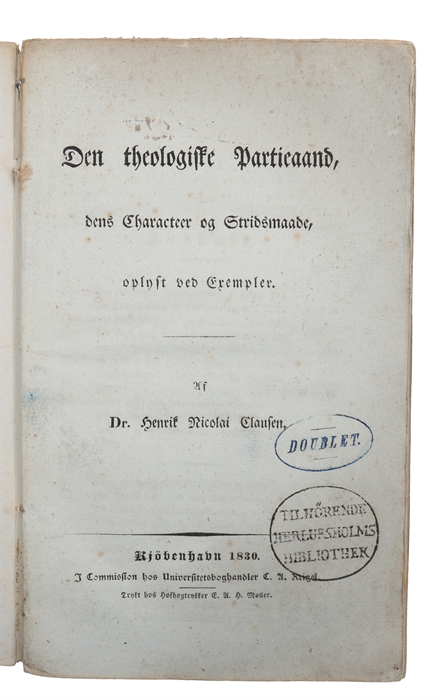 Den theologiske Partieaand,
dens Characteer og Stridsmaade,
oplyst ved Exempler.
Af
Dr. Henrik Nicolai Clausen.
DOUBLET.
TILHÖRENDE
HERLUFSHOLMS
BIBLIOTHEK
Kjöbenhavn 1830.
I Commission hos Universitetsboghandler C. A. Reitzel.
Trykt hos Hofbogtrykker E. A. H. Møller.